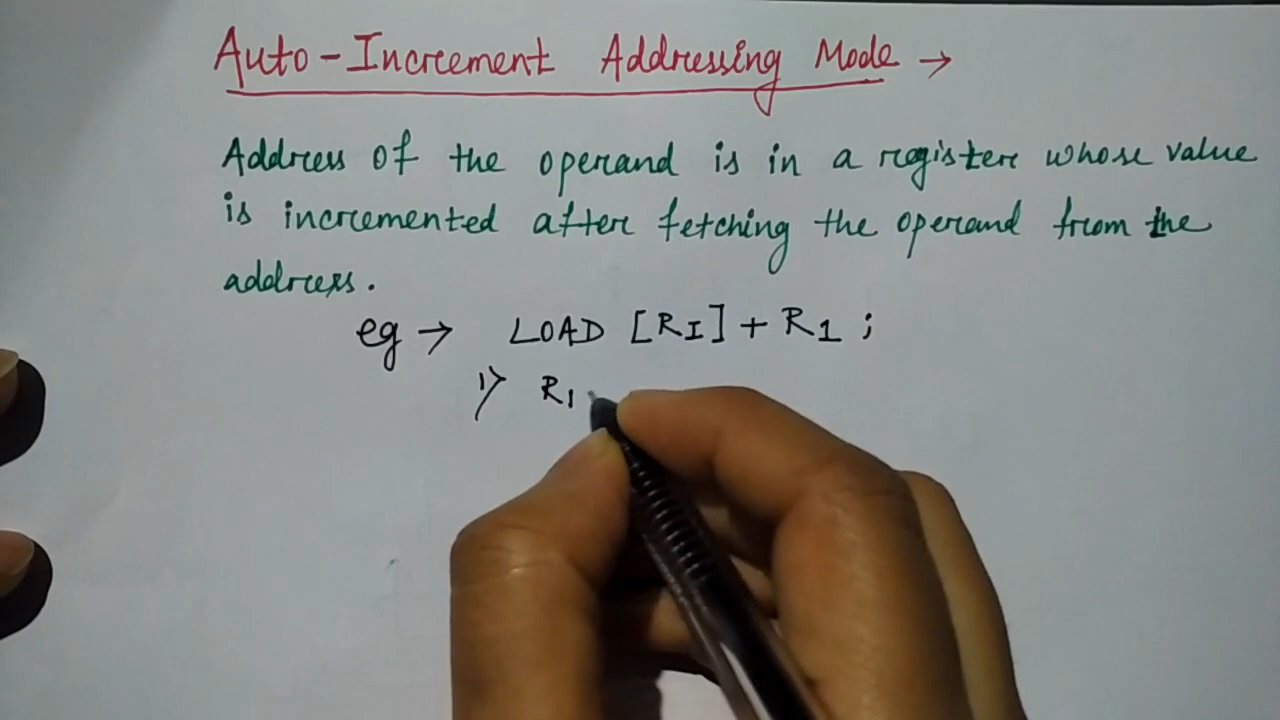 Auto-Increment Addressing Mode →
Address of the operand is in a register whose value
is incremented after fetching the operand from the
address.
eg → LOAD [RI] + R1 ;
1) R1